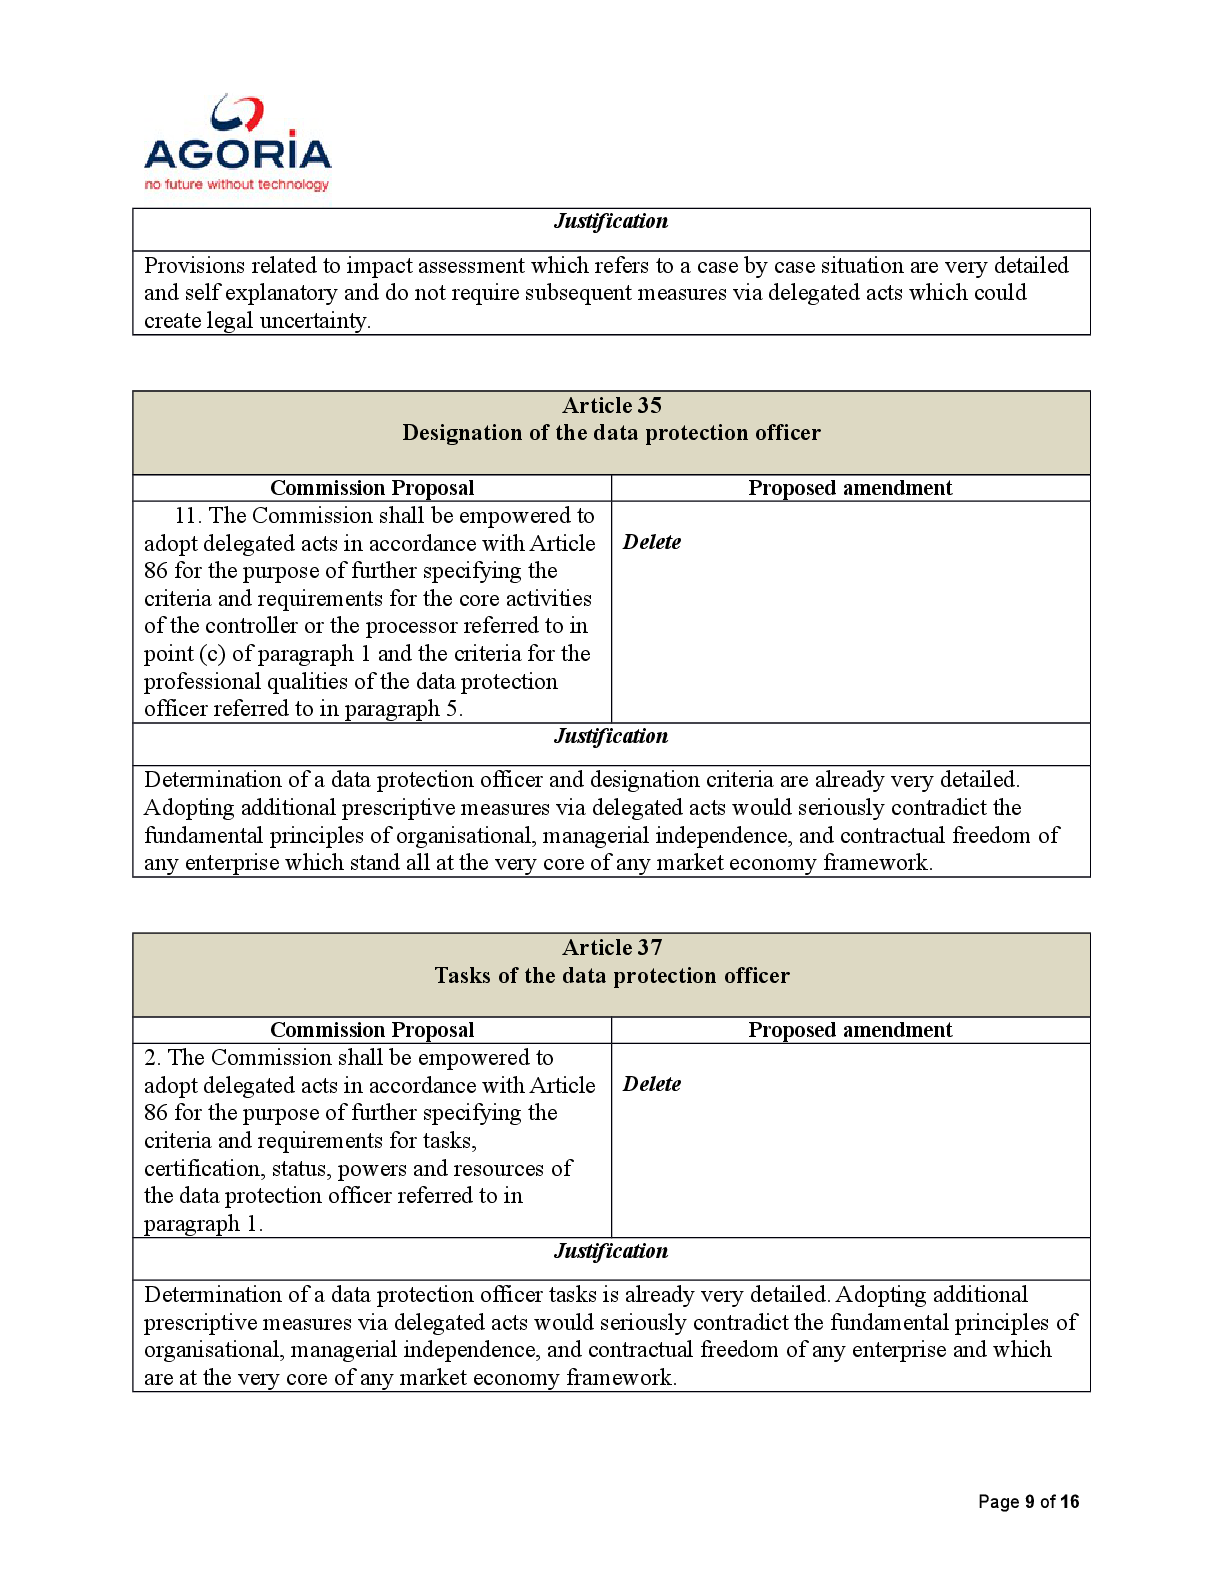 AGORiA
no future without technology
Justification
Provisions related to impact assessment which refers to a case by case situation are very detailed
and self explanatory and do not require subsequent measures via delegated acts which could
create legal uncertainty.
Article 35
Designation of the data protection officer
Commission Proposal
Proposed amendment
11. The Commission shall be empowered to
adopt delegated acts in accordance with Article
86 for the purpose of further specifying the
criteria and requirements for the core activities
of the controller or the processor referred to in
point (c) of paragraph 1 and the criteria for the
professional qualities of the data protection
officer referred to in paragraph 5.
Delete
Justification
Determination of a data protection officer and designation criteria are already very detailed.
Adopting additional prescriptive measures via delegated acts would seriously contradict the
fundamental principles of organisational, managerial independence, and contractual freedom of
any enterprise which stand all at the very core of any market economy framework.
Article 37
Tasks of the data protection officer
Commission Proposal
Proposed amendment
2. The Commission shall be empowered to
adopt delegated acts in accordance with Article
86 for the purpose of further specifying the
criteria and requirements for tasks,
certification, status, powers and resources of
the data protection officer referred to in
paragraph 1.
Delete
Justification
Determination of a data protection officer tasks is already very detailed. Adopting additional
prescriptive measures via delegated acts would seriously contradict the fundamental principles of
organisational, managerial independence, and contractual freedom of any enterprise and which
are at the very core of any market economy framework.
Page 9 of 16